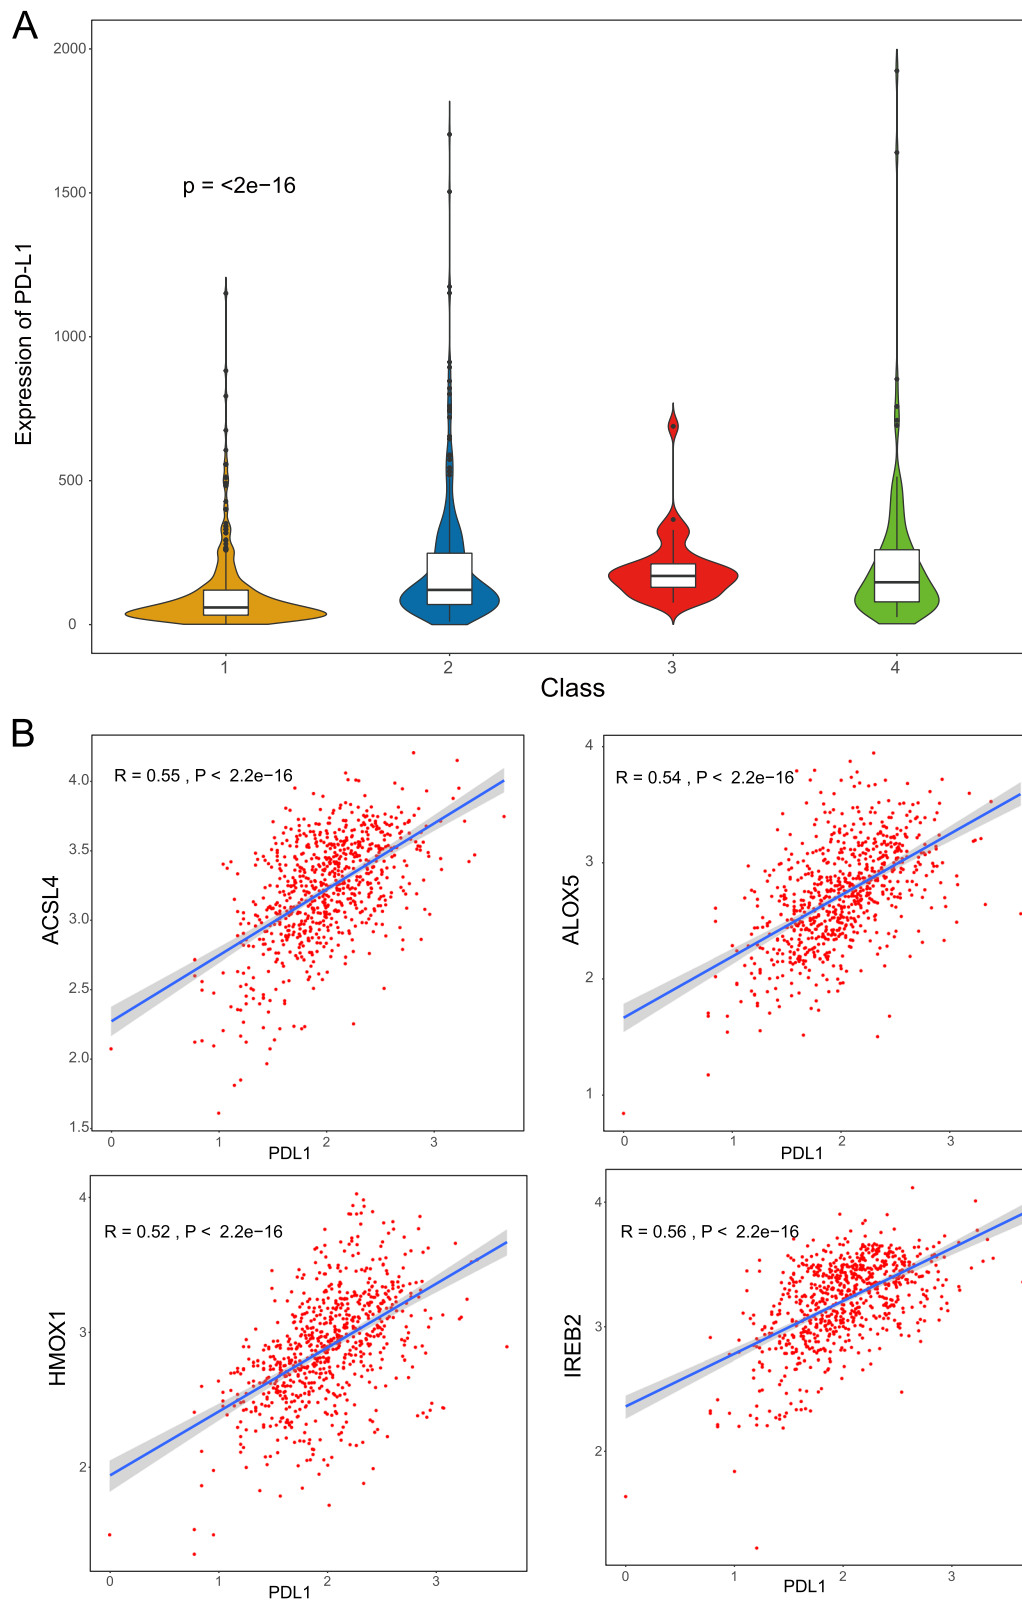 A
2000
1500
1000
500
0
p = <2e−16
Expression of PD-L1
1 2 3 4
Class
B
4.0
3.5
3.0
2.5
2.0
1.5
R = 0.55 , P < 2.2e−16
ACSL4
0 1 2 3
PDL1
4
3
2
1
R = 0.54 , P < 2.2e−16
ALOX5
0 1 2 3
PDL1
4
3
2
R = 0.52 , P < 2.2e−16
HMOX1
0 1 2 3
PDL1
4
3
2
R = 0.56 , P < 2.2e−16
IREB2
0 1 2 3
PDL1